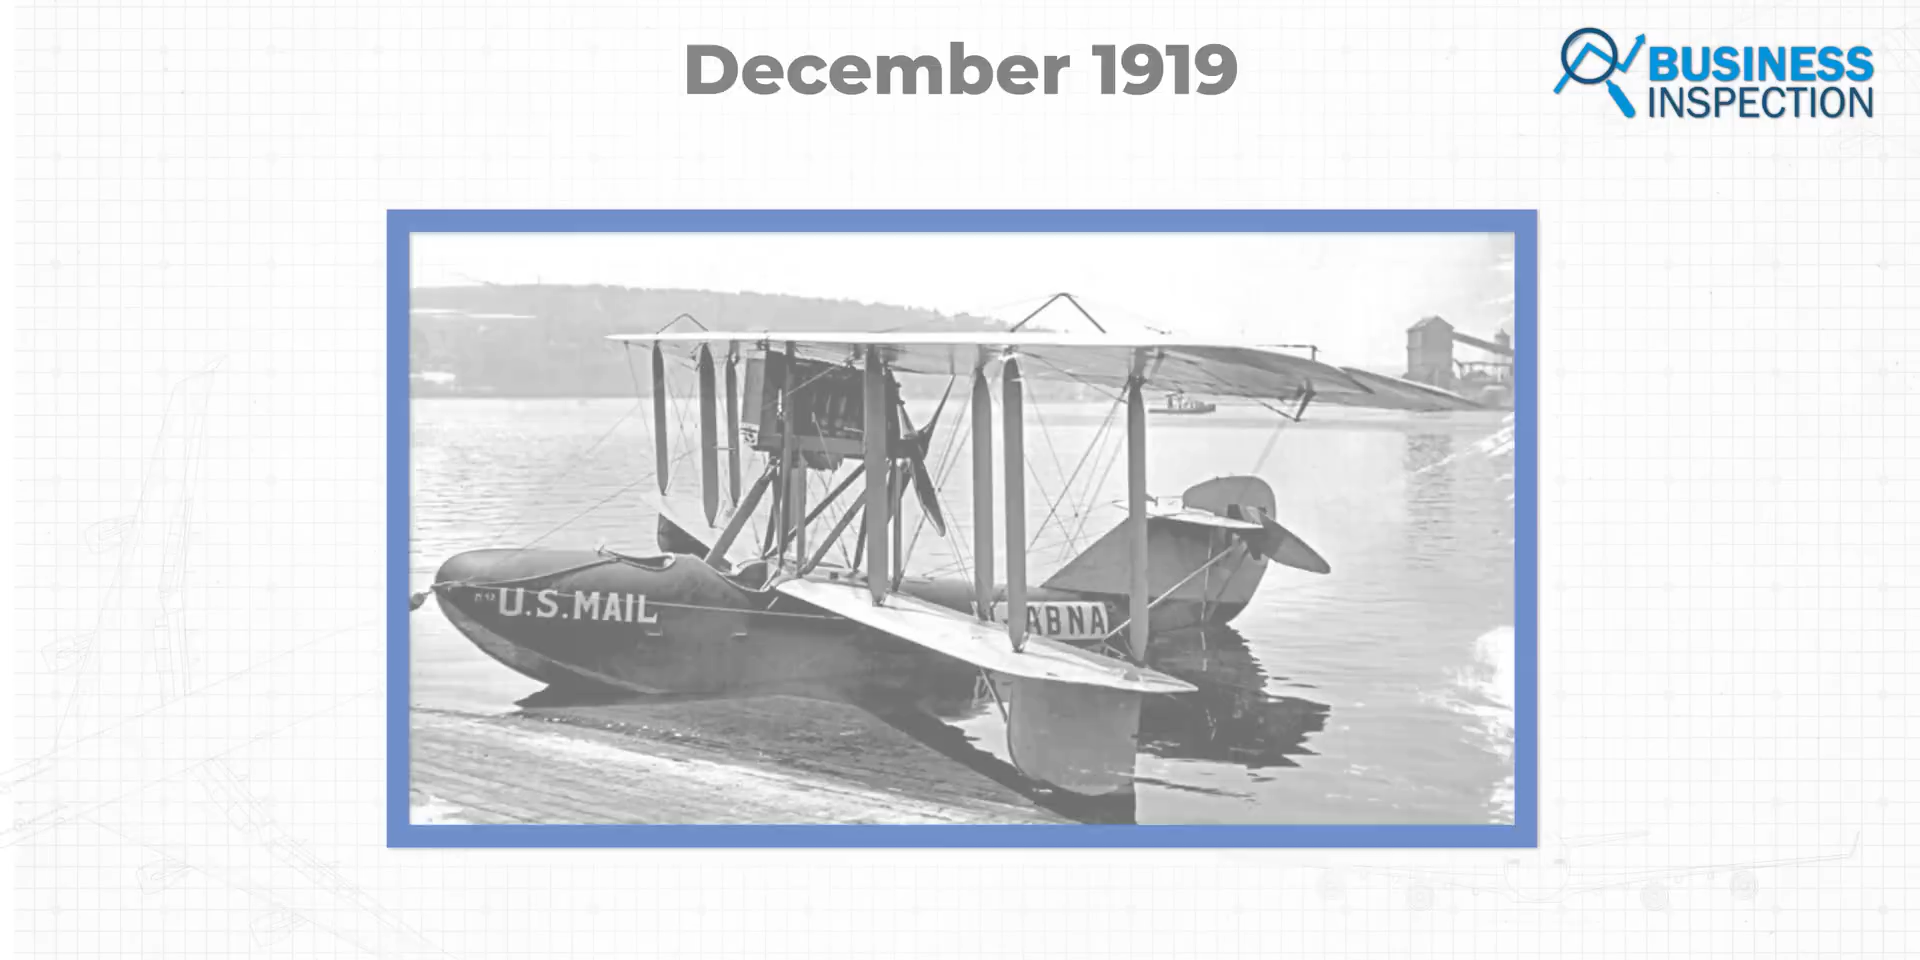 December 1919
BUSINESS
INSPECTION
U.S.MAIL
ABNA